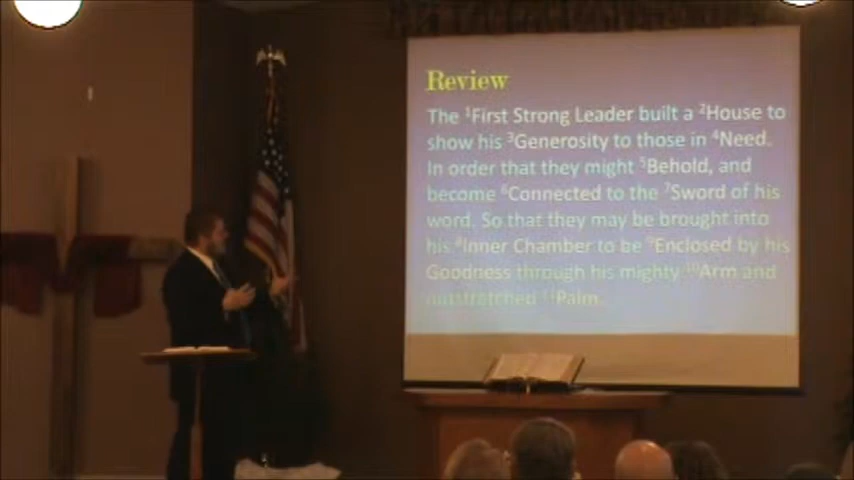 Review
The ¹First Strong Leader built a ²House to
show his ³Generosity to those in ⁴Need.
In order that they might ⁵Behold, and
become ⁶Connected to the ⁷Sword of his
word. So that they may be brought into
his ⁸Inner Chamber to be ⁹Enclosed by his
Goodness through his mighty ¹⁰Arm and
outstretched ¹¹Palm.